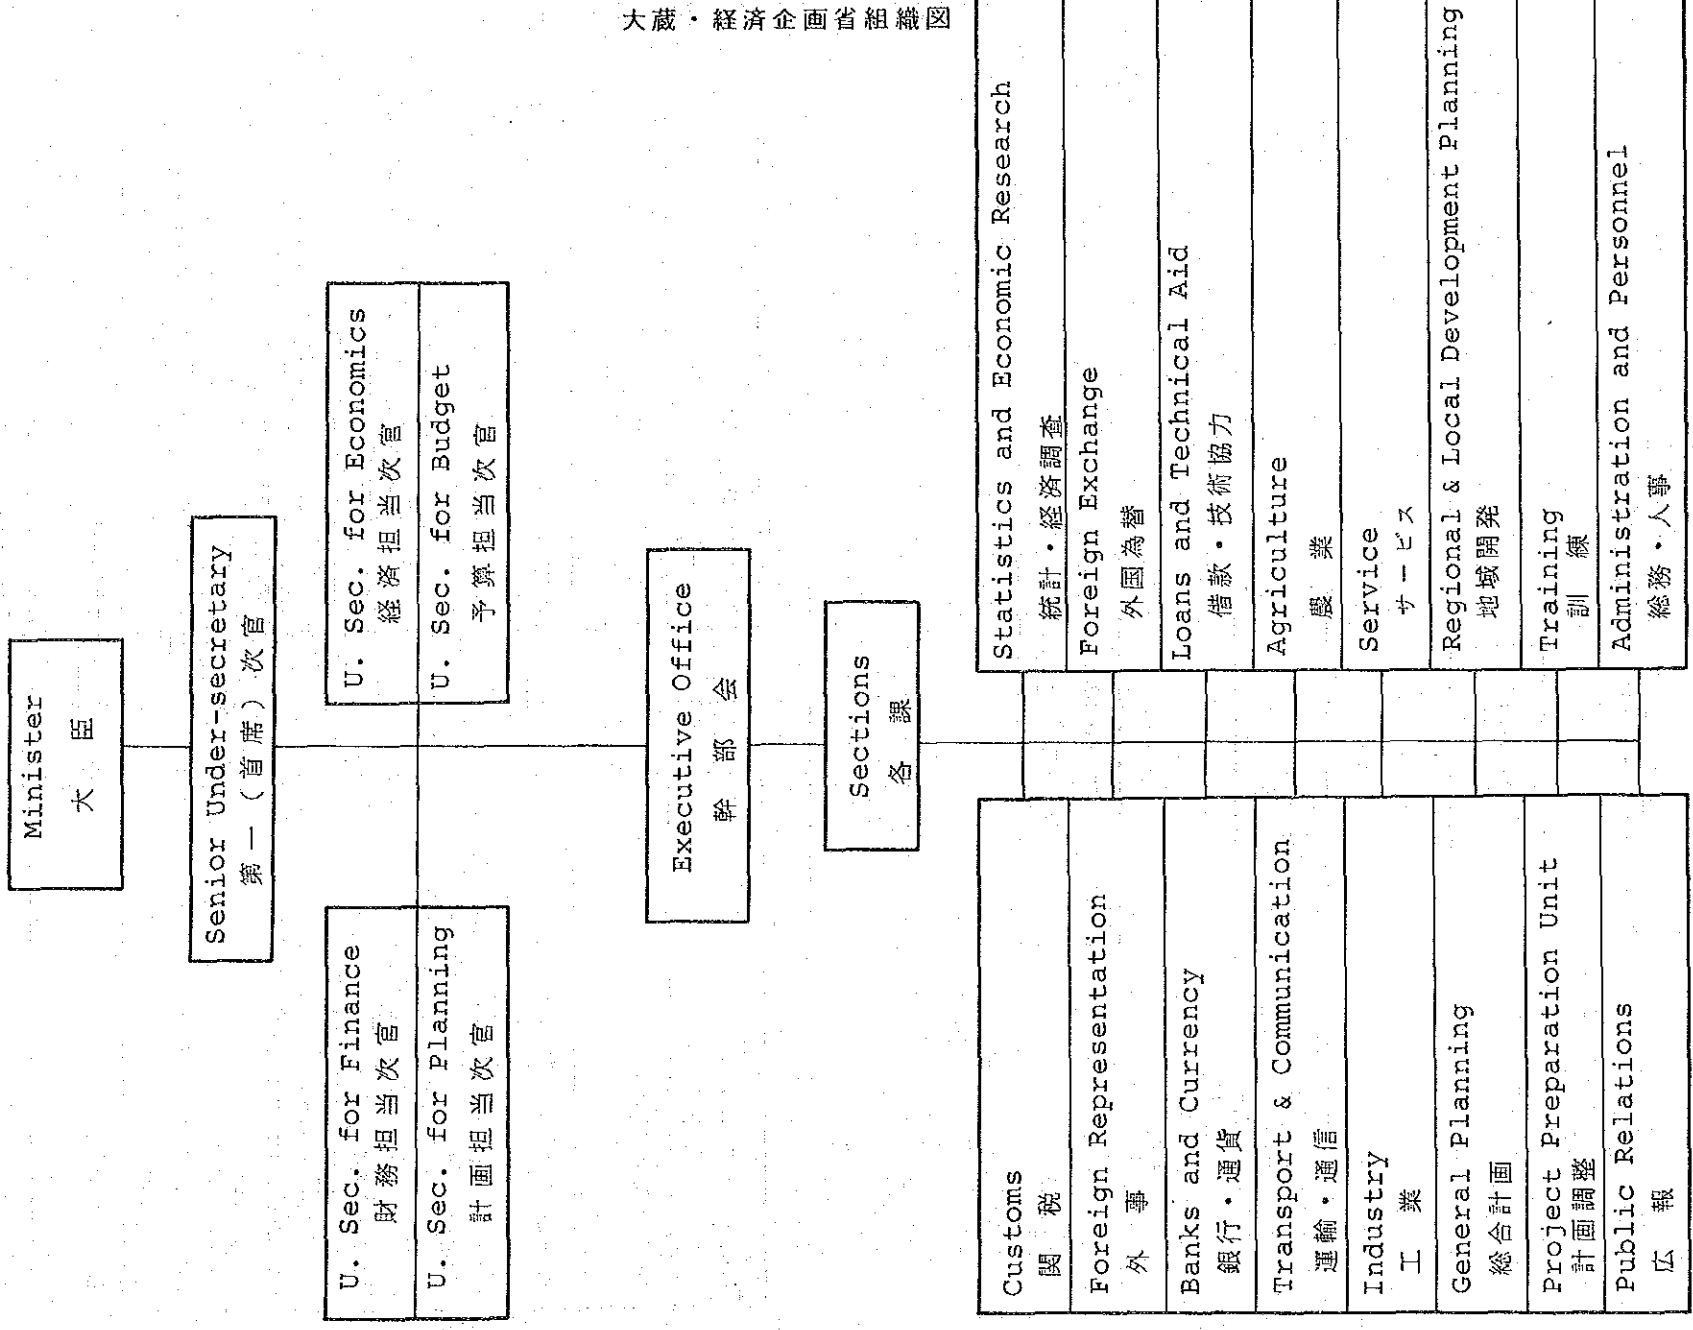 大蔵・経済企画省組織図
Minister
大臣
Senior Under-secretary
第一(首席)次官
U. Sec. for Finance
財務担当次官
U. Sec. for Planning
計画担当次官
U. Sec. for Economics
経済担当次官
U. Sec. for Budget
予算担当次官
Executive Office
幹部会
Sections
各課
Customs
関税
Foreign Representation
外事
Banks and Currency
銀行・通貨
Transport & Communication
運輸・通信
Industry
工業
General Planning
総合計画
Project Preparation Unit
計画調整
Public Relations
広報
Statistics and Economic Research
統計・経済調査
Foreign Exchange
外国為替
Loans and Technical Aid
借款・技術協力
Agriculture
農業
Service
サービス
Regional & Local Development Planning
地域開発
Training
訓練
Administration and Personnel
総務・人事